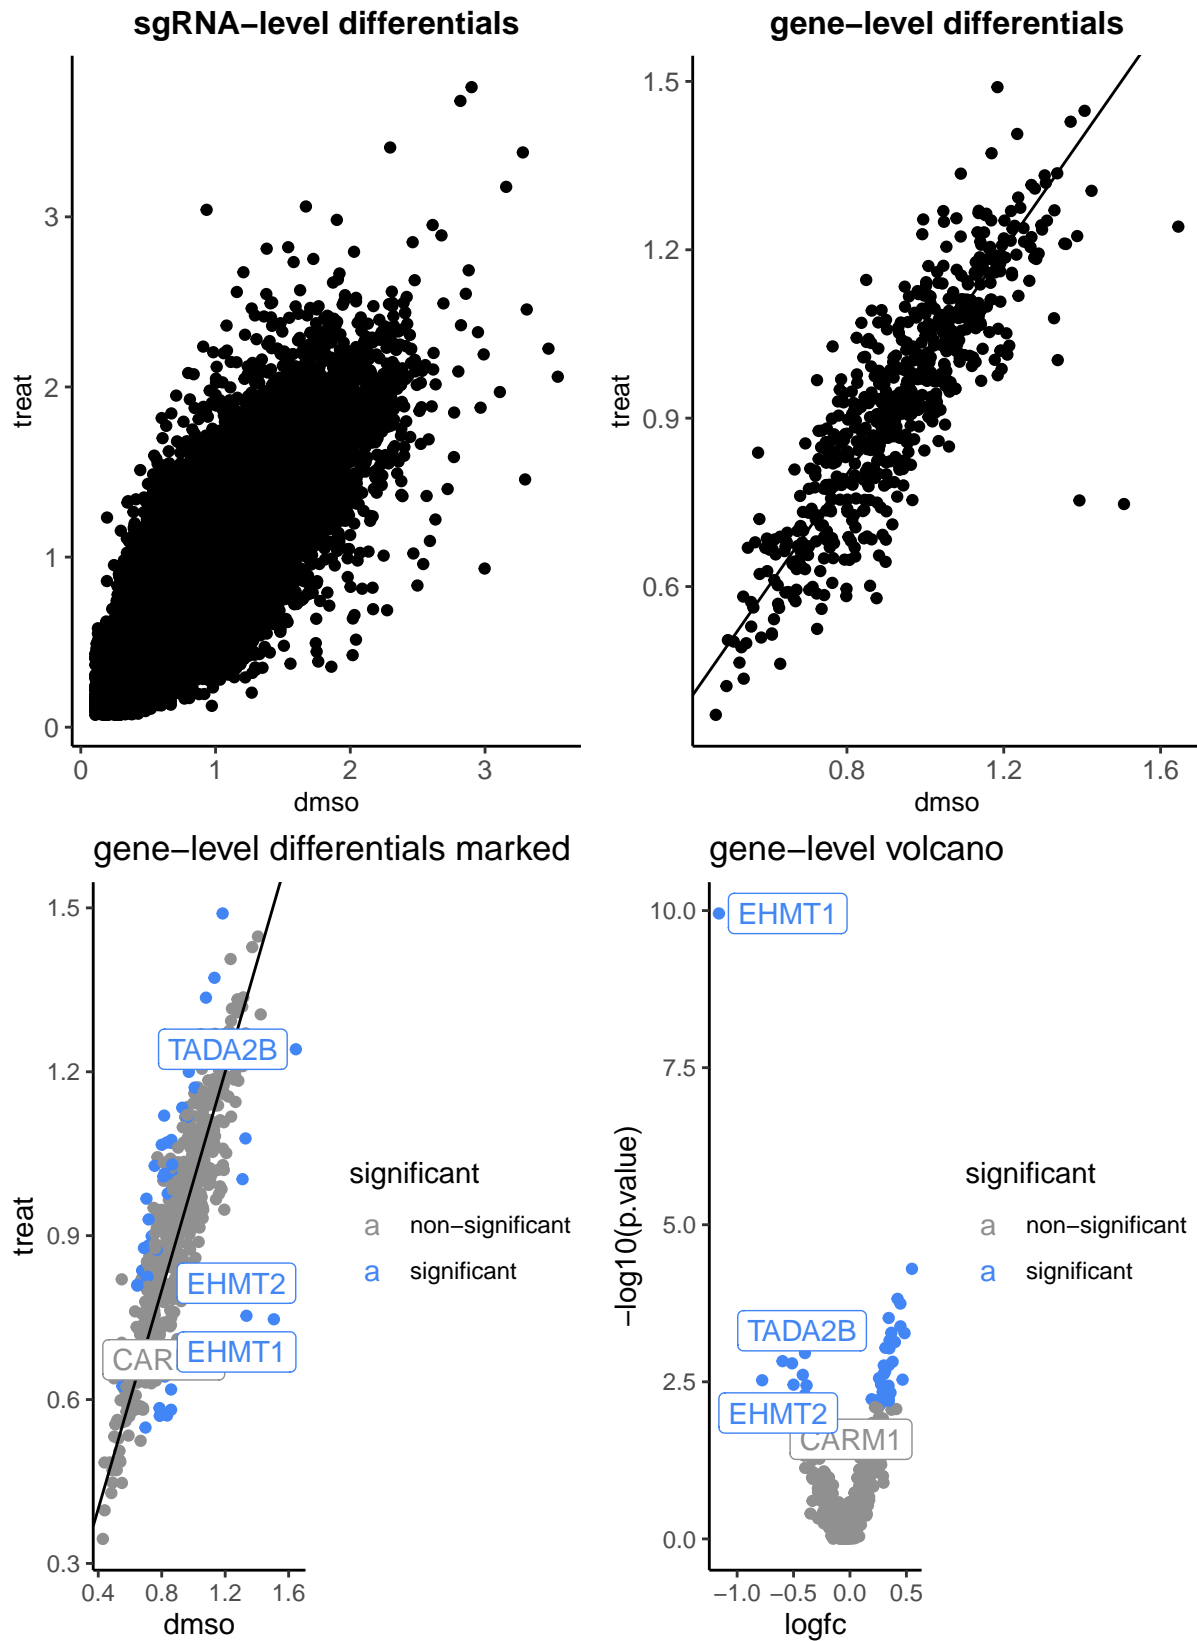 sgRNA−level differentials
treat
3
2
1
0
0 1 2 3
dmso
gene−level differentials
treat
1.5
1.2
0.9
0.6
0.8 1.2 1.6
dmso
gene−level differentials marked
treat
1.5
1.2
0.9
0.6
0.3
TADA2B
EHMT2
CAR
EHMT1
0.4 0.8 1.2 1.6
dmso
significant
a non−significant
a significant
gene−level volcano
−log10(p.value)
10.0
7.5
5.0
2.5
0.0
EHMT1
TADA2B
EHMT2
CARM1
−1.0 −0.5 0.0 0.5
logfc
significant
a non−significant
a significant